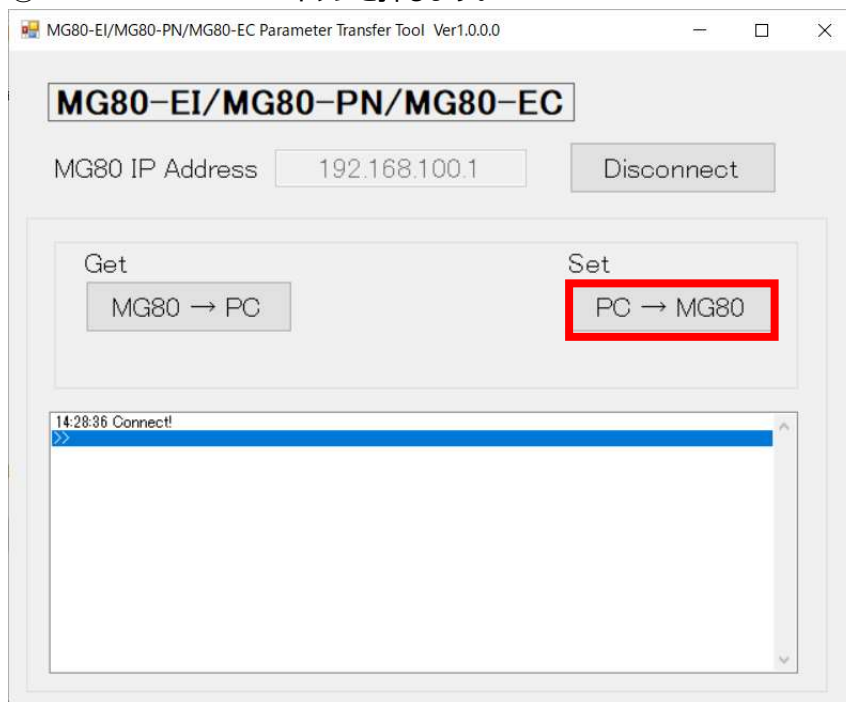 MG80-EI/MG80-PN/MG80-EC Parameter Transfer Tool Ver1.0.0.0
MG80-EI/MG80-PN/MG80-EC
MG80 IP Address 192.168.100.1 Disconnect
Get Set
MG80 → PC PC → MG80
14:28:36 Connect!
>>